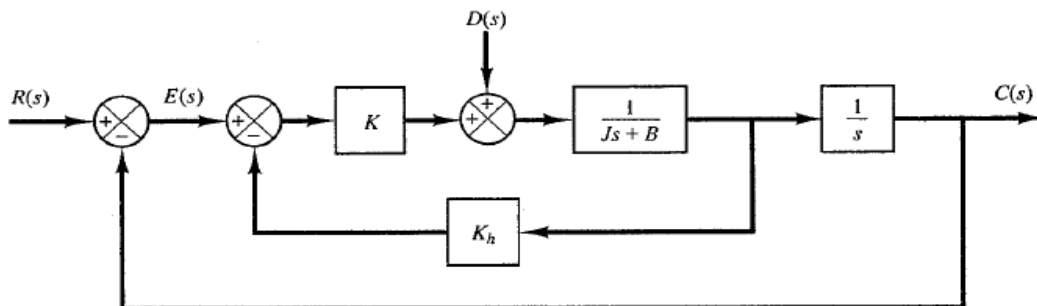 D(s)
R(s)
E(s)
C(s)
+
−
+
−
K
+
+
1
Js + B
1
s
K_h